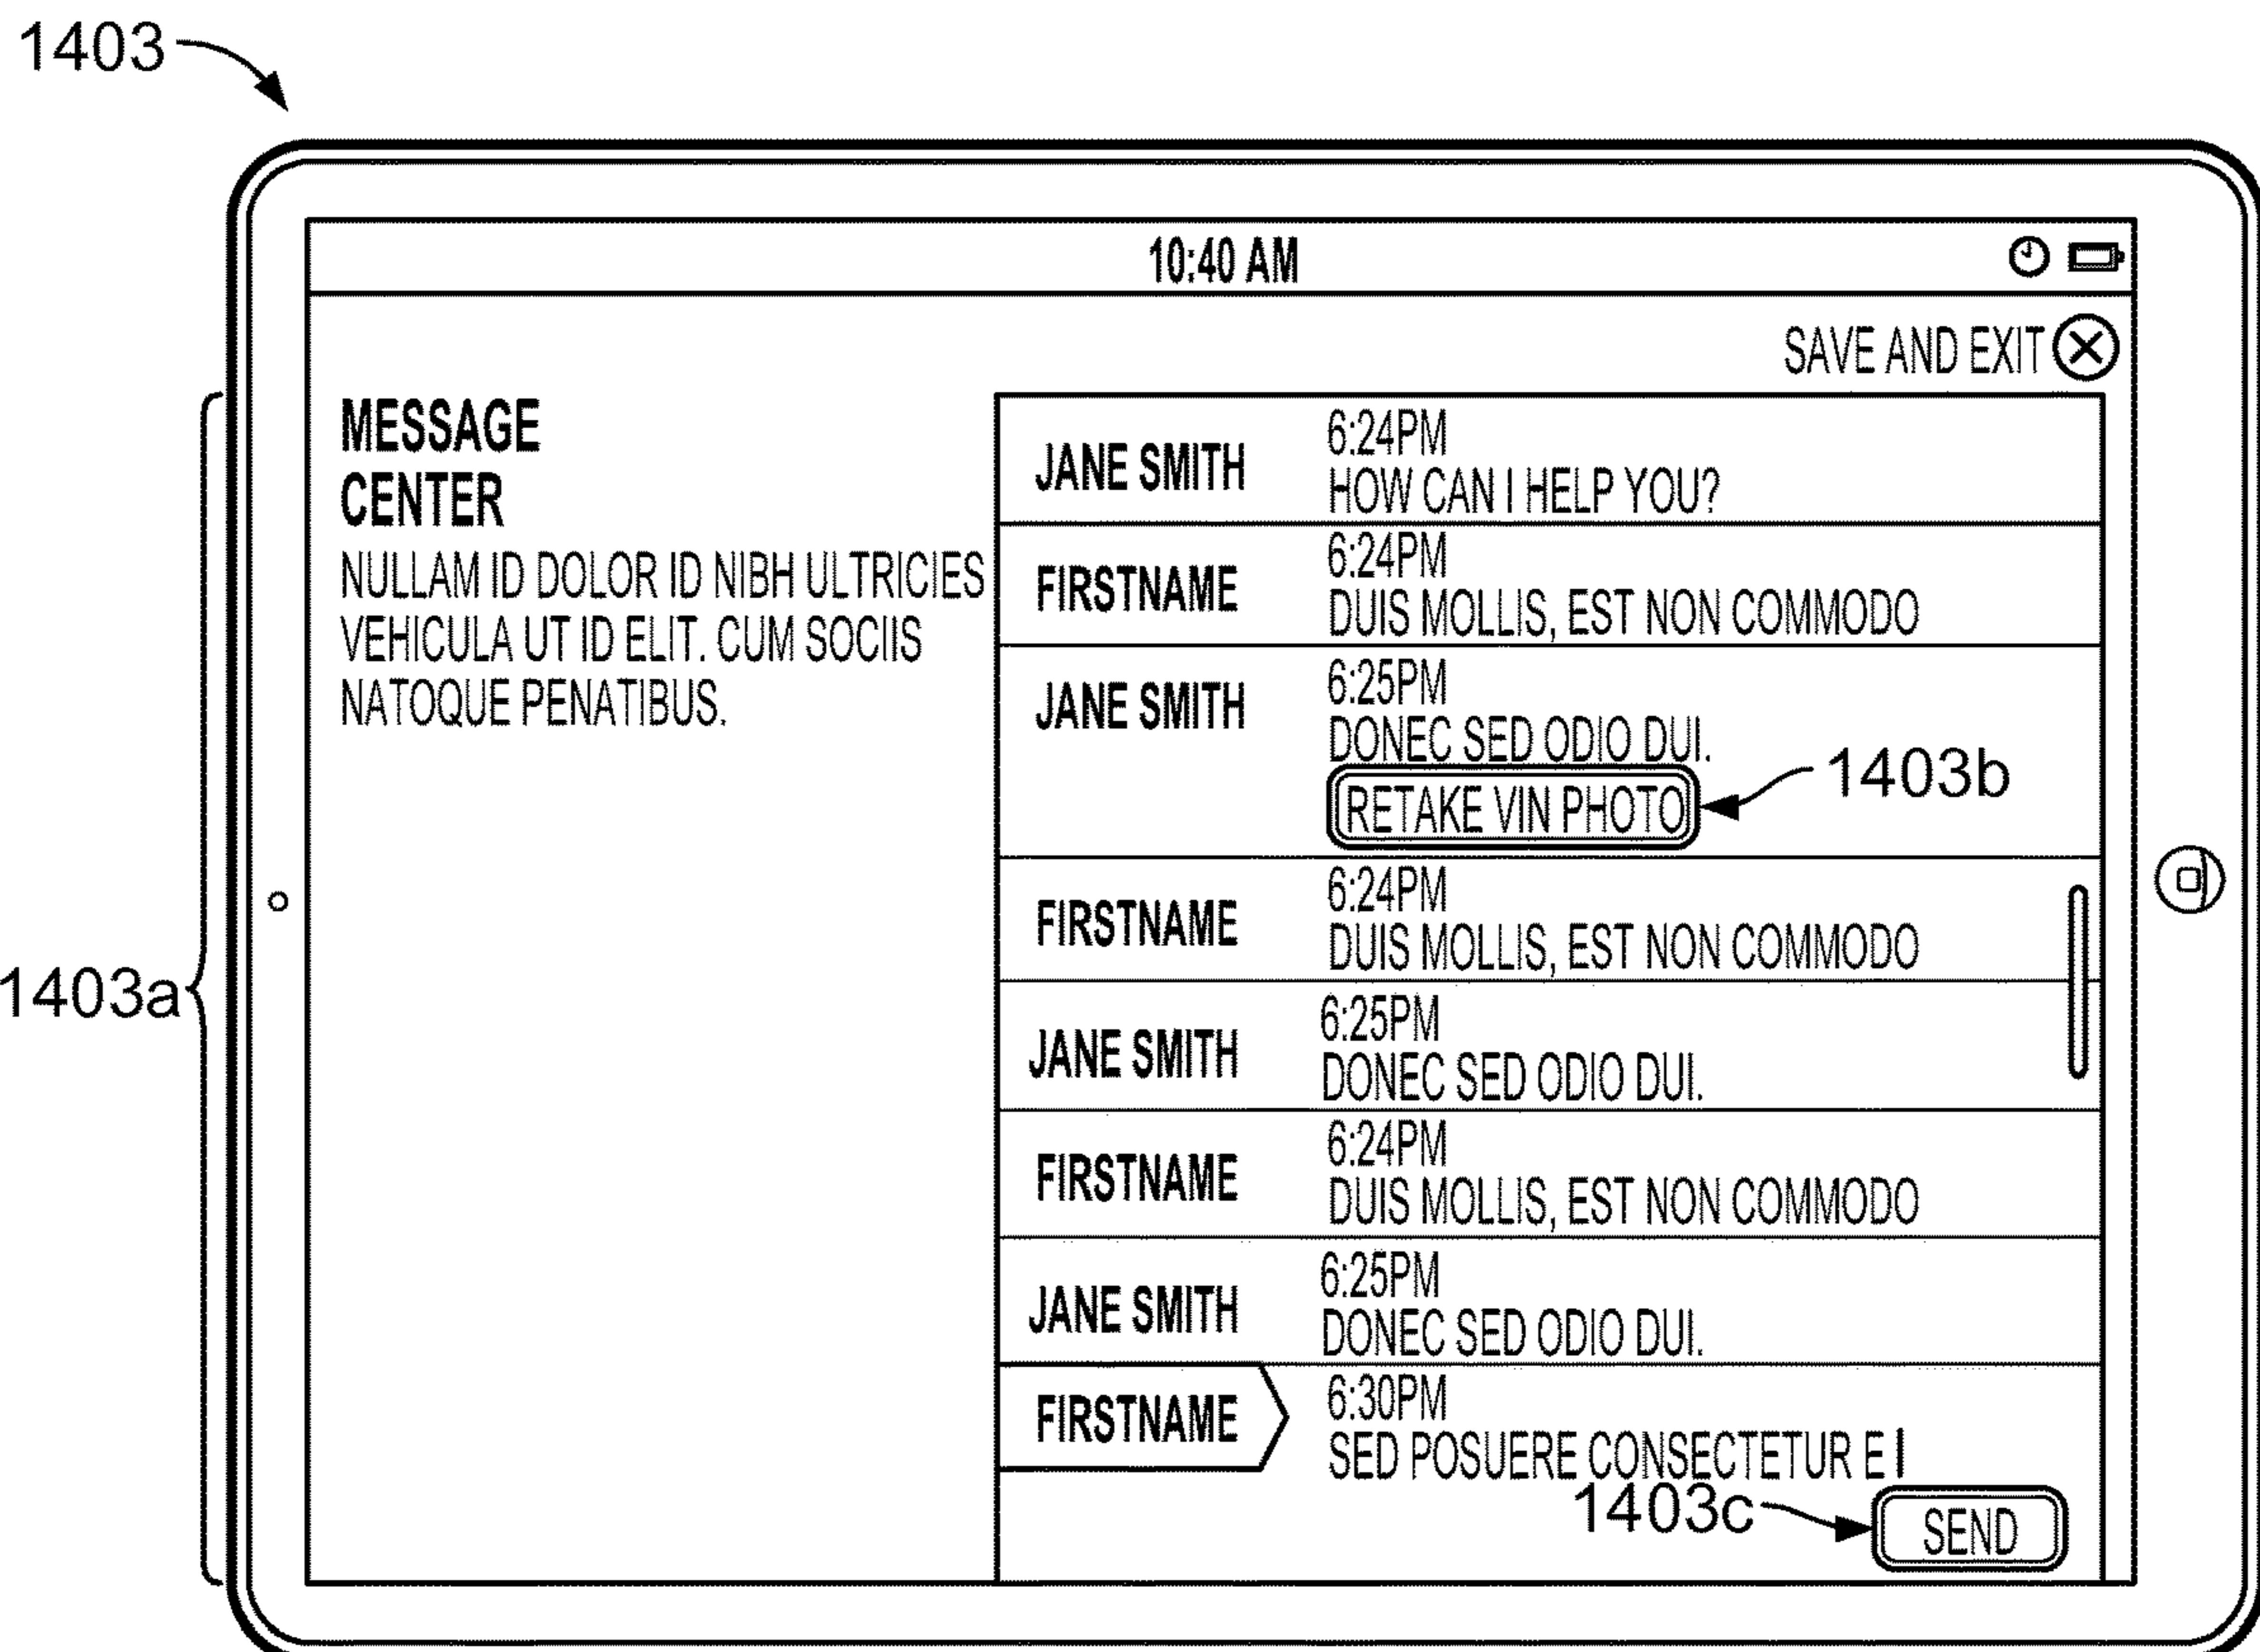 1403
10:40 AM
SAVE AND EXIT
MESSAGE
CENTER
NULLAM ID DOLOR ID NIBH ULTRICIES
VEHICULA UT ID ELIT. CUM SOCIIS
NATOQUE PENATIBUS.
1403a
JANE SMITH
6:24PM
HOW CAN I HELP YOU?
FIRSTNAME
6:24PM
DUIS MOLLIS, EST NON COMMODO
JANE SMITH
6:25PM
DONEC SED ODIO DUI.
RETAKE VIN PHOTO
1403b
FIRSTNAME
6:24PM
DUIS MOLLIS, EST NON COMMODO
JANE SMITH
6:25PM
DONEC SED ODIO DUI.
FIRSTNAME
6:24PM
DUIS MOLLIS, EST NON COMMODO
JANE SMITH
6:25PM
DONEC SED ODIO DUI.
FIRSTNAME
6:30PM
SED POSUERE CONSECTETUR E
1403c
SEND